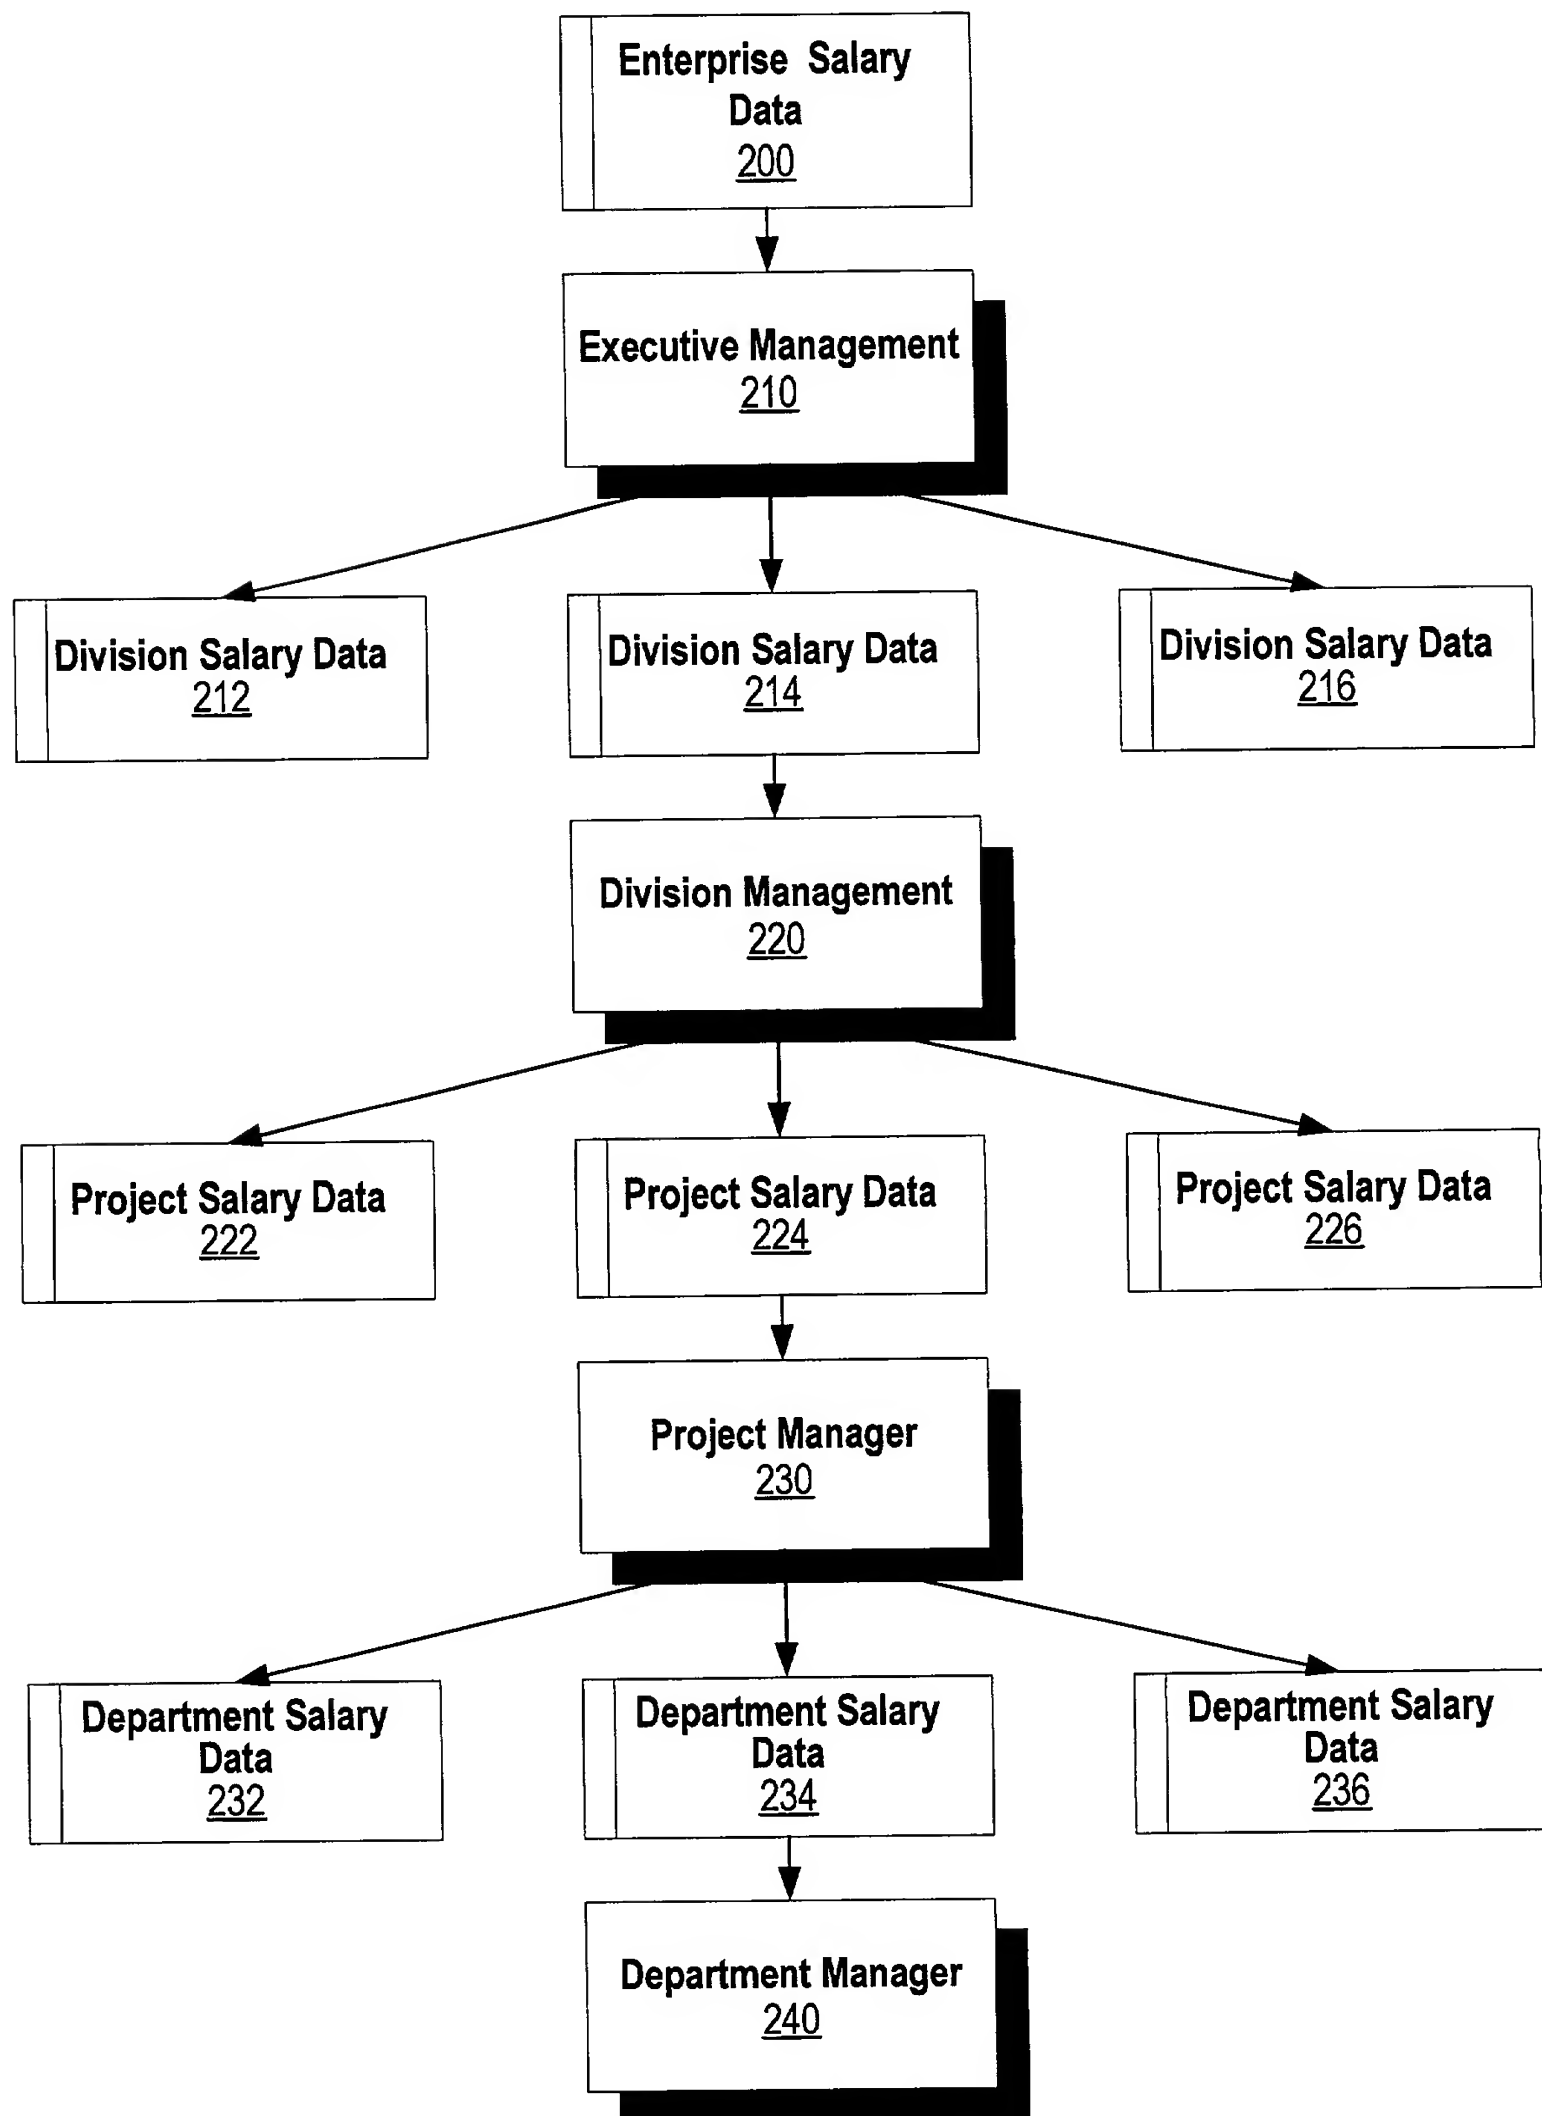 Enterprise Salary
Data
200
Executive Management
210
Division Salary Data
212
Division Salary Data
214
Division Salary Data
216
Division Management
220
Project Salary Data
222
Project Salary Data
224
Project Salary Data
226
Project Manager
230
Department Salary
Data
232
Department Salary
Data
234
Department Salary
Data
236
Department Manager
240